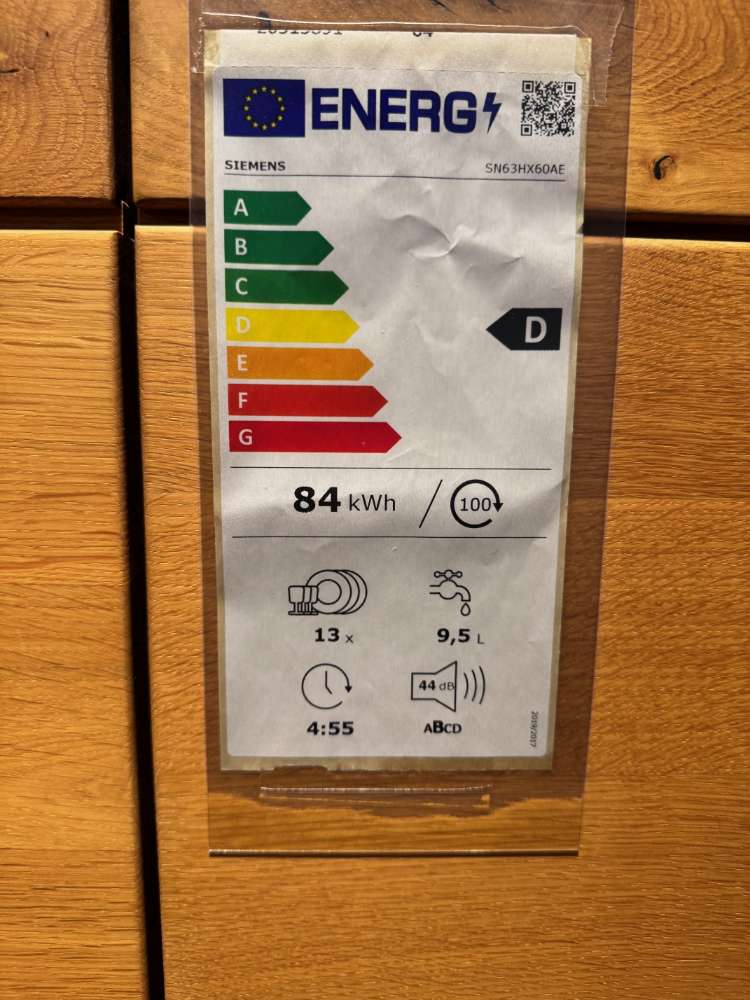 ENERG
SIEMENS SN63HX60AE
A
B
C
D
D
E
F
G
84 kWh / 100
13 x 9,5 L
44 dB
4:55 ABCD
2019/2017